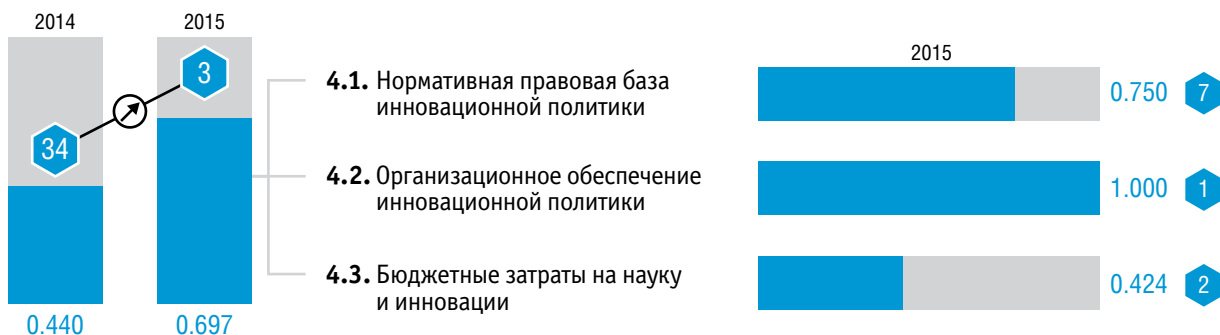 2014
2015
3
34
0.440
0.697
4.1. Нормативная правовая база
инновационной политики
4.2. Организационное обеспечение
инновационной политики
4.3. Бюджетные затраты на науку
и инновации
2015
0.750 7
1.000 1
0.424 2